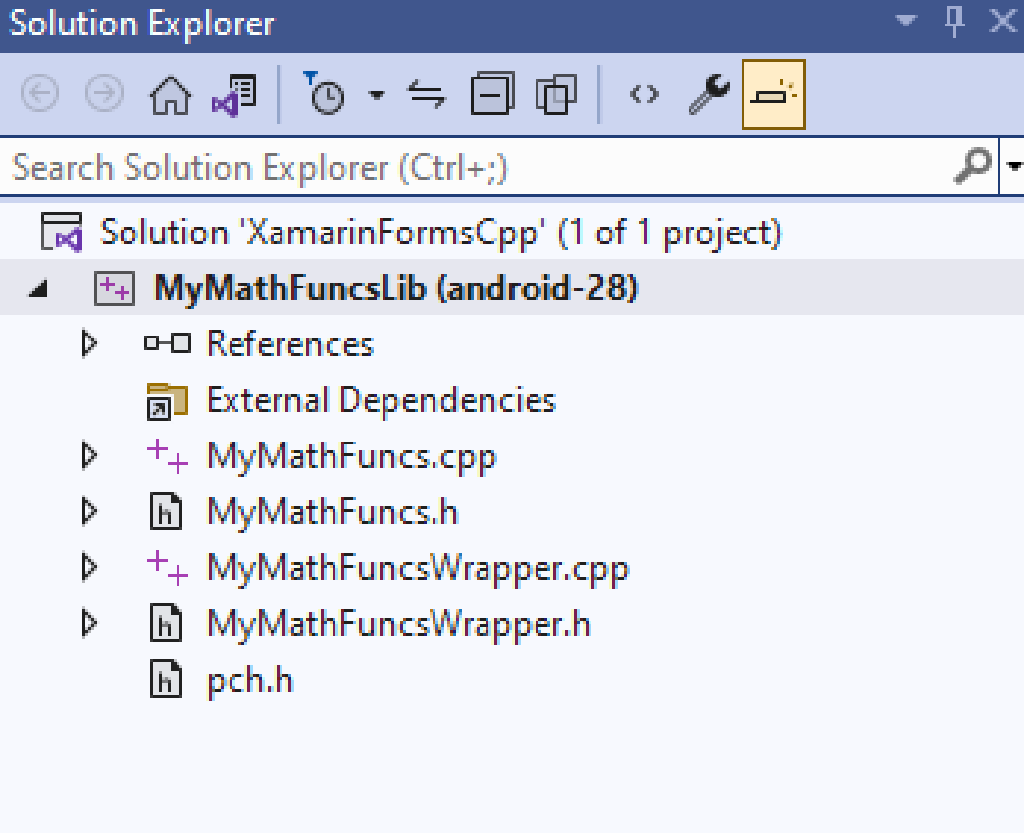 Solution Explorer
Search Solution Explorer (Ctrl+;)
Solution 'XamarinFormsCpp' (1 of 1 project)
MyMathFuncsLib (android-28)
References
External Dependencies
MyMathFuncs.cpp
MyMathFuncs.h
MyMathFuncsWrapper.cpp
MyMathFuncsWrapper.h
pch.h